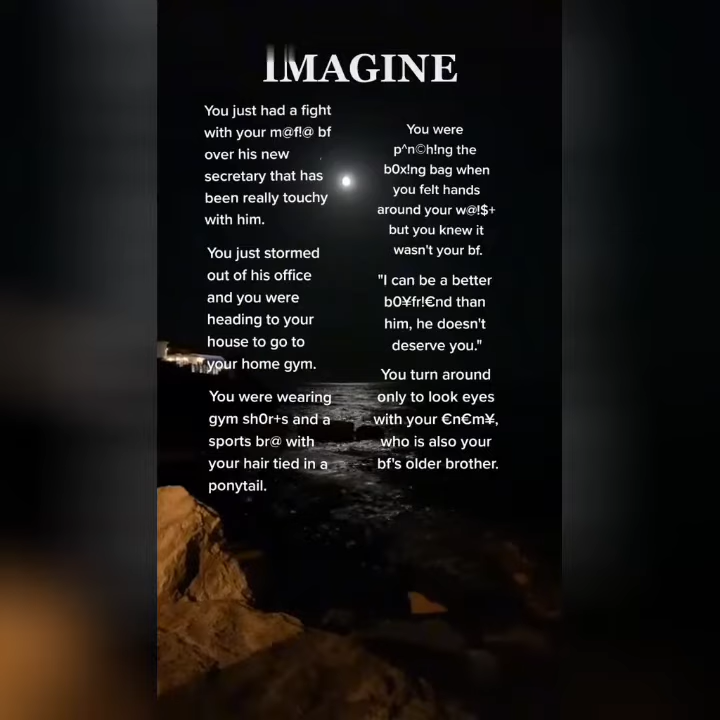 IMAGINE
You just had a fight
with your m@f!@ bf
over his new
secretary that has
been really touchy
with him.
You just stormed
out of his office
and you were
heading to your
house to go to
your home gym.
You were wearing
gym sh0r+s and a
sports br@ with
your hair tied in a
ponytail.
You were
p^n©h!ng the
b0x!ng bag when
you felt hands
around your w@!$+
but you knew it
wasn't your bf.
"I can be a better
b0¥fr!€nd than
him, he doesn't
deserve you."
You turn around
only to look eyes
with your €n€m¥,
who is also your
bf's older brother.